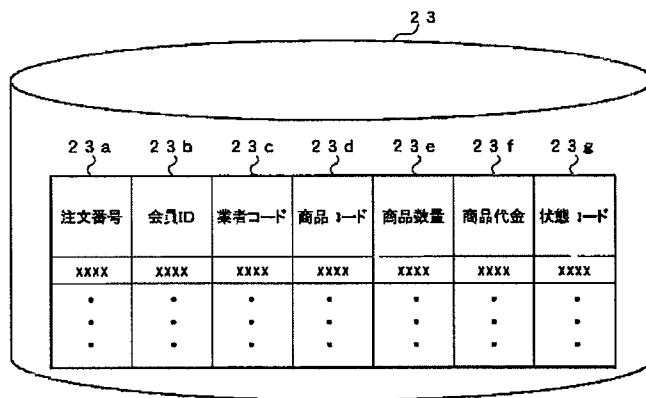 23
23a 23b 23c 23d 23e 23f 23g
注文番号 会員ID 業者コード 商品コード 商品数量 商品代金 状態コード
XXXX XXXX XXXX XXXX XXXX XXXX XXXX